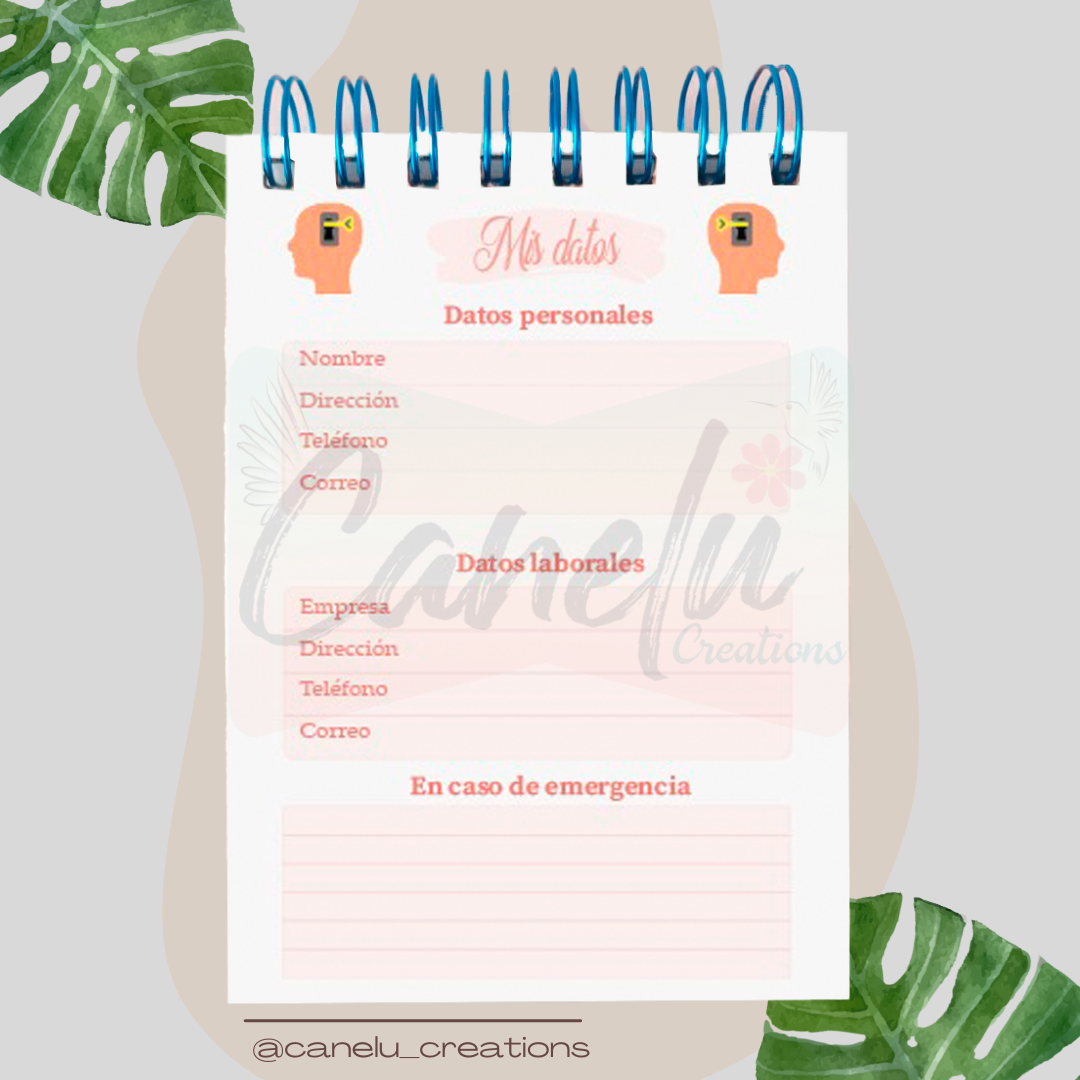 Mis datos
Datos personales
Nombre
Dirección
Teléfono
Correo
Canelu
Creations
Datos laborales
Empresa
Dirección
Teléfono
Correo
En caso de emergencia
@canelu_creations